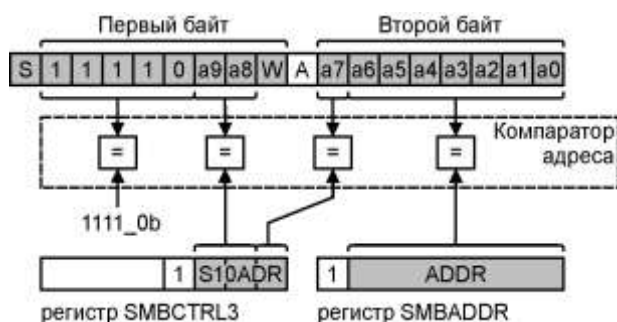 Первый байт Второй байт
S 1 1 1 1 0 a9 a8 W A a7 a6 a5 a4 a3 a2 a1 a0
Компаратор
= = = = адреса
1111_0b
1 S10ADR 1 ADDR
регистр SMBCTRL3 регистр SMBADDR